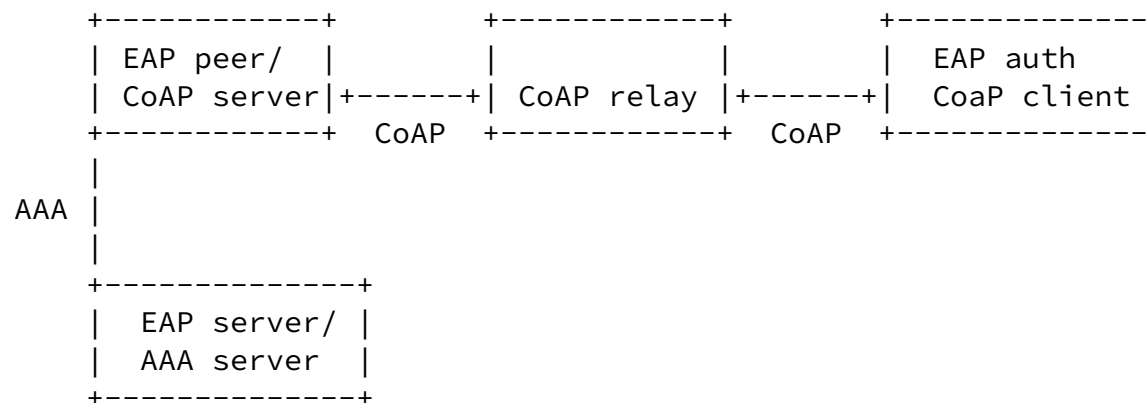 EAP peer/ EAP auth
CoAP server CoAP relay CoaP client
CoAP CoAP
AAA
EAP server/
AAA server